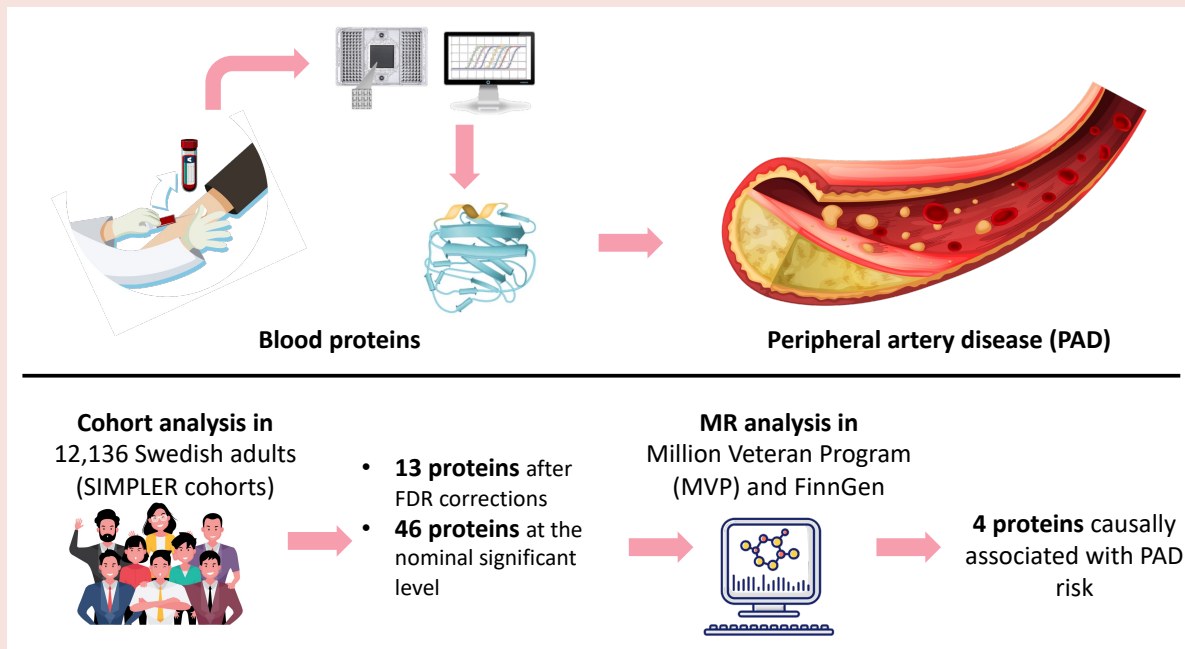 Blood proteins
Peripheral artery disease (PAD)
Cohort analysis in
12,136 Swedish adults
(SIMPLER cohorts)
• 13 proteins after
FDR corrections
• 46 proteins at the
nominal significant
level
MR analysis in
Million Veteran Program
(MVP) and FinnGen
4 proteins causally
associated with PAD
risk